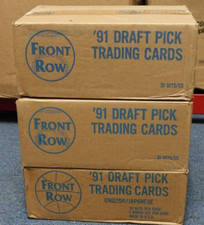 FRONT
ROW
'91 DRAFT PICK
TRADING CARDS
FRONT
ROW
'91 DRAFT PICK
TRADING CARDS
FRONT
ROW
'91 DRAFT PICK
TRADING CARDS
ENGLISH/JAPANESE